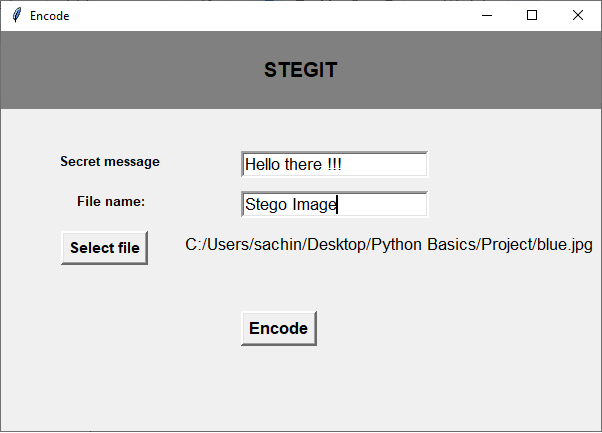 Encode
STEGIT
Secret message
Hello there !!!
File name:
Stego Image
Select file
C:/Users/sachin/Desktop/Python Basics/Project/blue.jpg
Encode